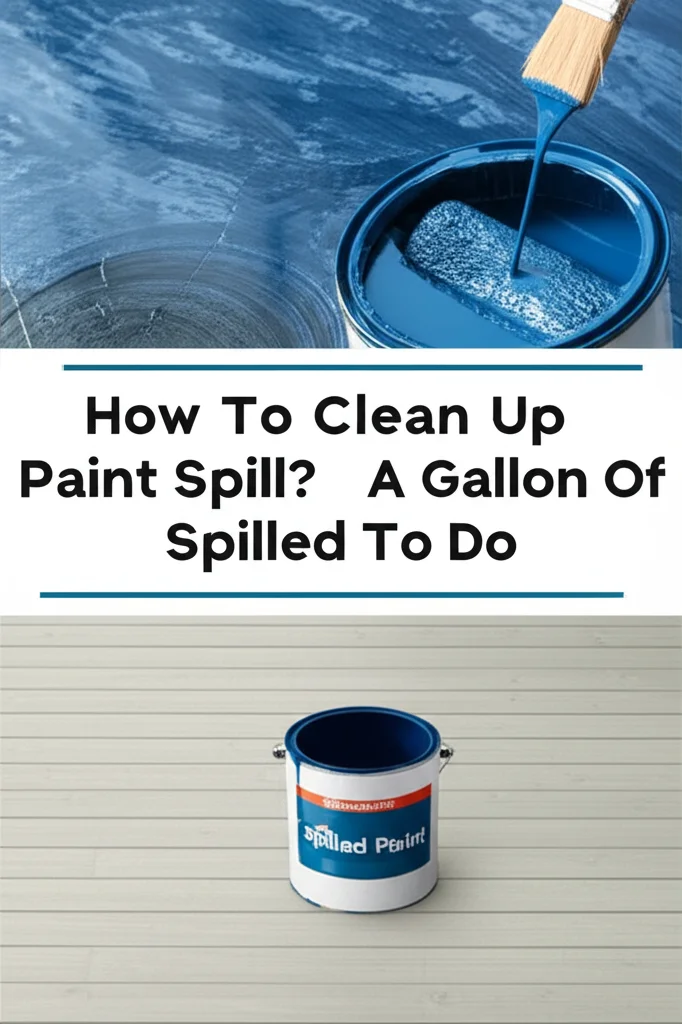 How To Clean Up
Paint Spill? A Gallon Of
Spilled To Do
Spilled Paint